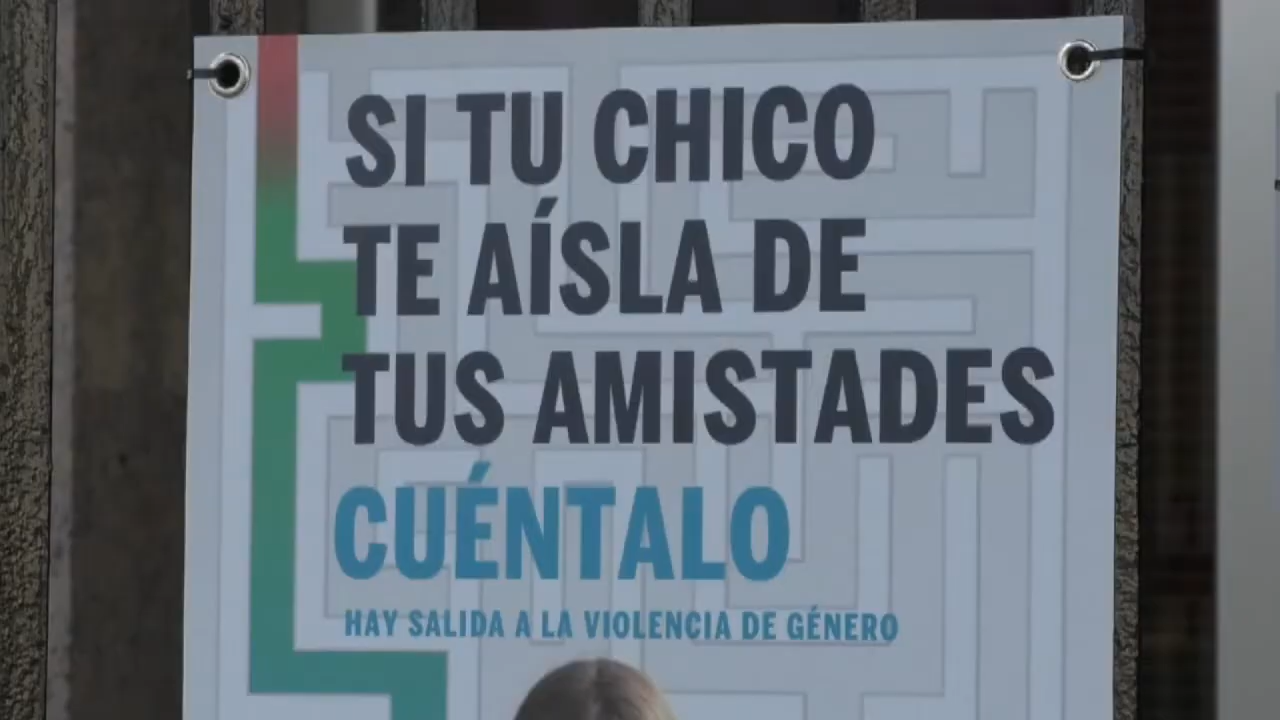 SI TU CHICO
TE AÍSLA DE
TUS AMISTADES
CUÉNTALO
HAY SALIDA A LA VIOLENCIA DE GÉNERO